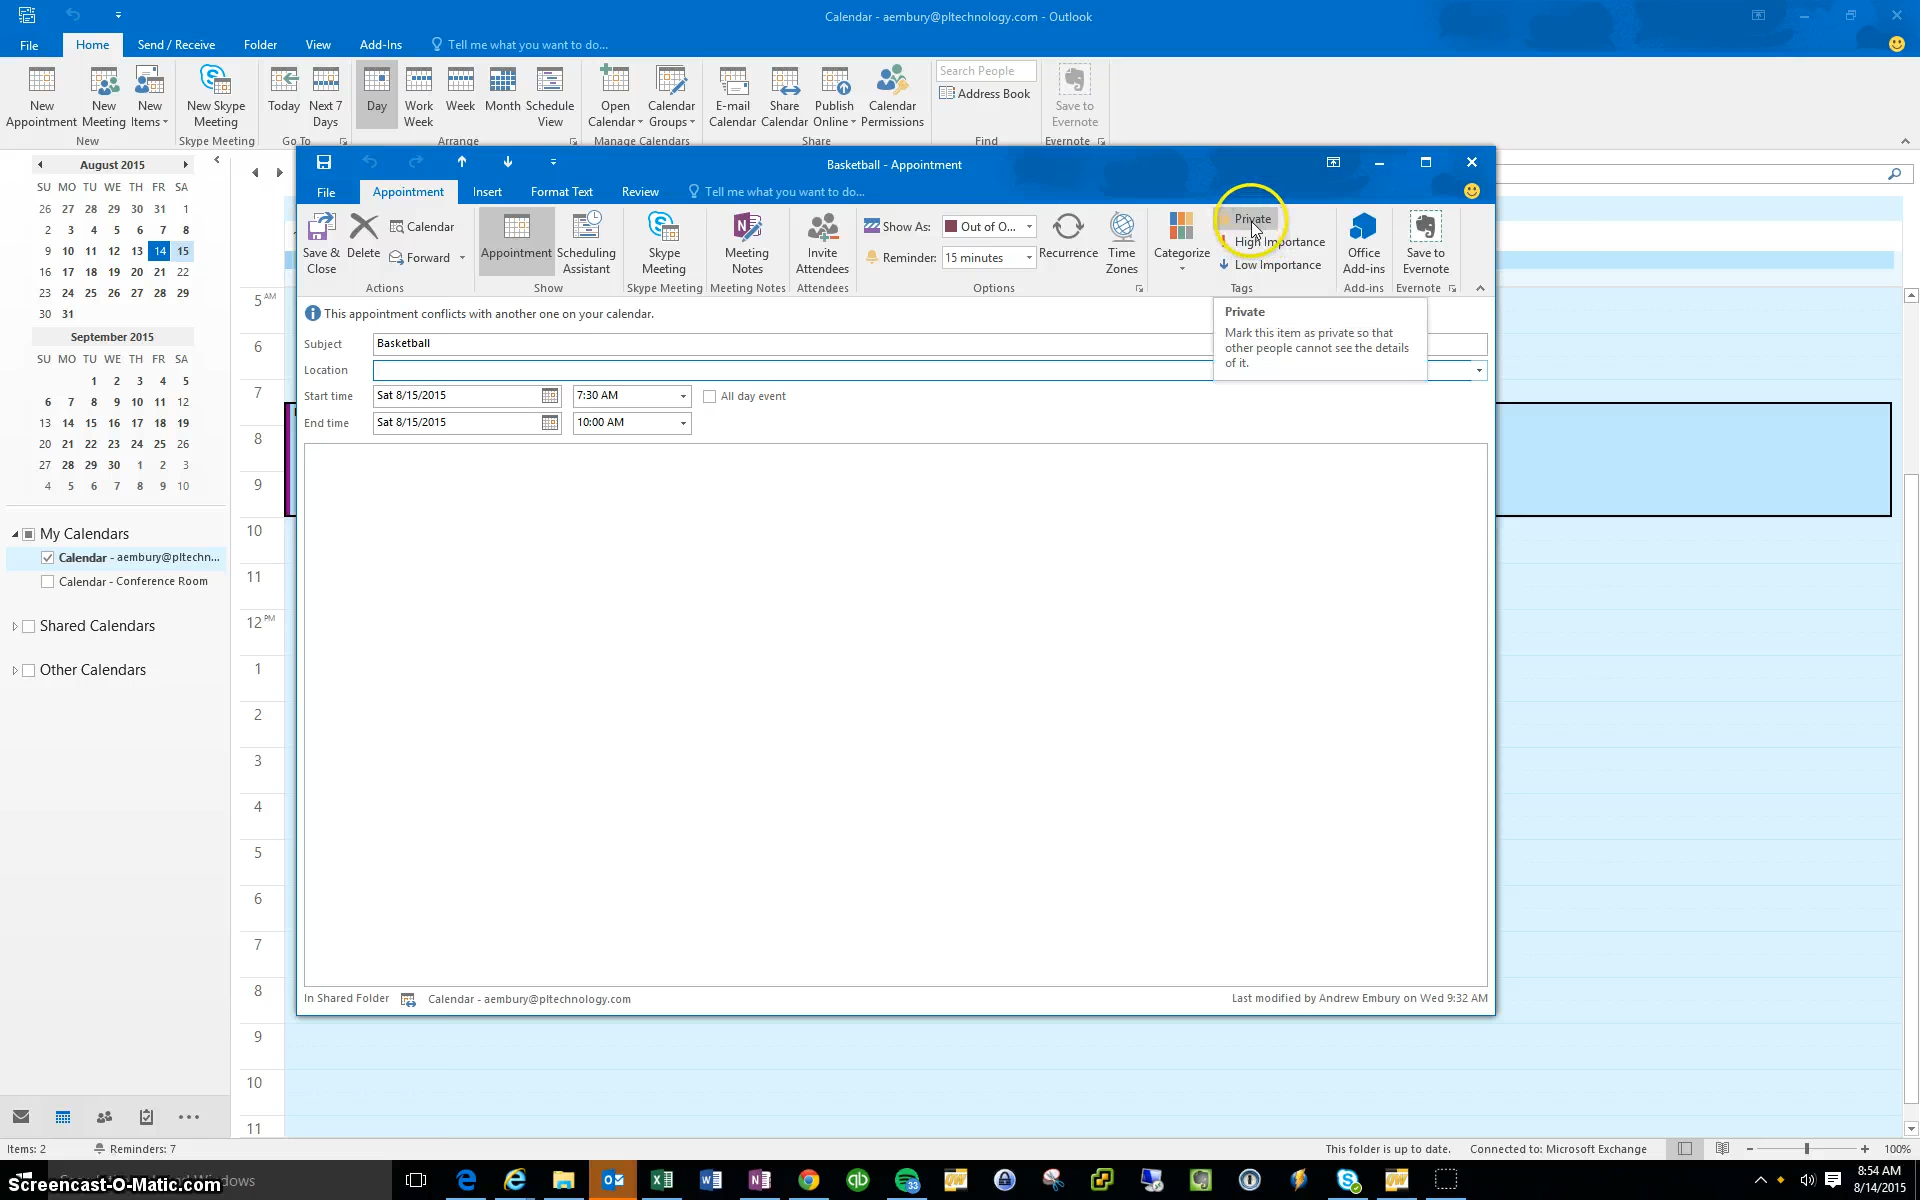 Calendar - aembury@pltechnology.com - Outlook
File Home Send / Receive Folder View Add-Ins Tell me what you want to do...
New Appointment
New Meeting
New Items
New Skype Meeting
Today
Next 7 Days
Day
Work Week
Week
Month
Schedule View
Open Calendar
Calendar Groups
E-mail Calendar
Share Calendar
Publish Online
Calendar Permissions
Search People
Address Book
Save to Evernote
New Skype Meeting Go To Arrange Manage Calendars Share Find Evernote
August 2015
SU MO TU WE TH FR SA
26 27 28 29 30 31 1
2 3 4 5 6 7 8
9 10 11 12 13 14 15
16 17 18 19 20 21 22
23 24 25 26 27 28 29
30 31
September 2015
SU MO TU WE TH FR SA
1 2 3 4 5
6 7 8 9 10 11 12
13 14 15 16 17 18 19
20 21 22 23 24 25 26
27 28 29 30 1 2 3
4 5 6 7 8 9 10
My Calendars
Calendar - aembury@pltechn...
Calendar - Conference Room
Shared Calendars
Other Calendars
5 AM
6
7
8
9
10
11
12 PM
1
2
3
4
5
6
7
8
9
10
11
Basketball - Appointment
File Appointment Insert Format Text Review Tell me what you want to do...
Save & Close
Delete
Calendar
Forward
Appointment
Scheduling Assistant
Skype Meeting
Meeting Notes
Invite Attendees
Show As: Out of O...
Reminder: 15 minutes
Recurrence
Time Zones
Categorize
Private
High Importance
Low Importance
Office Add-ins
Save to Evernote
Actions Show Skype Meeting Meeting Notes Attendees Options Tags Add-ins Evernote
This appointment conflicts with another one on your calendar.
Private
Mark this item as private so that
other people cannot see the details
of it.
Subject Basketball
Location
Start time Sat 8/15/2015 7:30 AM All day event
End time Sat 8/15/2015 10:00 AM
In Shared Folder Calendar - aembury@pltechnology.com Last modified by Andrew Embury on Wed 9:32 AM
Items: 2 Reminders: 7 This folder is up to date. Connected to: Microsoft Exchange 100%
Screencast-O-Matic.com
33
8:54 AM
8/14/2015